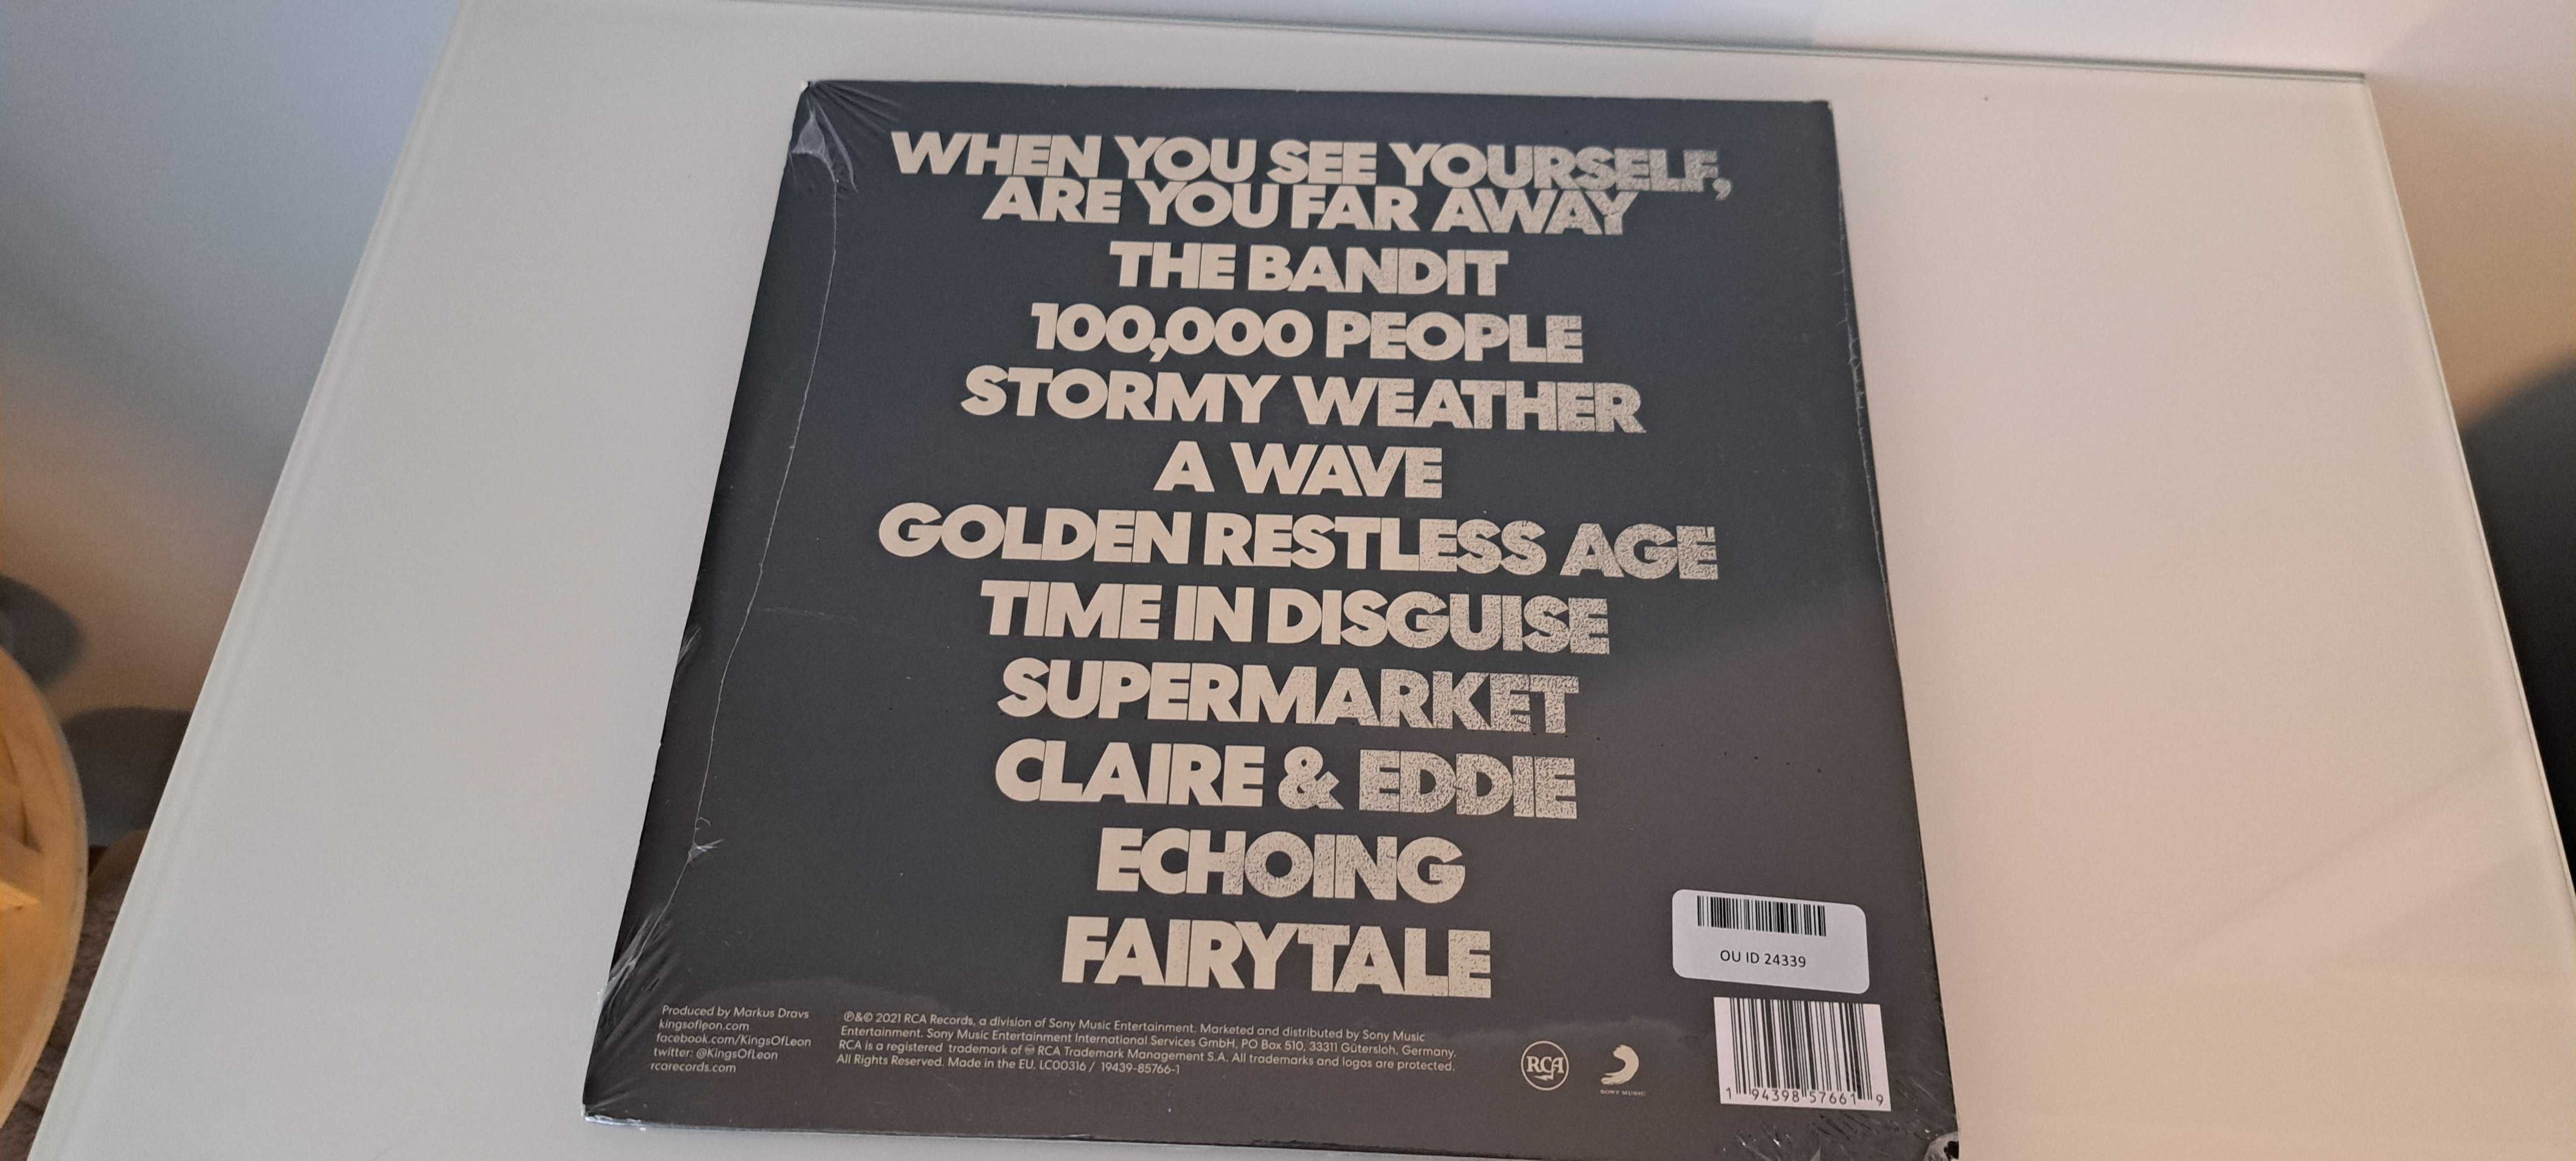 WHEN YOU SEE YOURSELF,
ARE YOU FAR AWAY
THE BANDIT
100,000 PEOPLE
STORMY WEATHER
A WAVE
GOLDEN RESTLESS AGE
TIME IN DISGUISE
SUPERMARKET
CLAIRE & EDDIE
ECHOING
FAIRYTALE
OU ID 24339
Produced by Markus Dravs
kingsofleon.com
facebook.com/KingsOfLeon
twitter: @KingsOfLeon
rcarecords.com
℗&© 2021 RCA Records, a division of Sony Music Entertainment. Marketed and distributed by Sony Music
Entertainment. Sony Music Entertainment International Services GmbH, PO Box 510, 33311 Gütersloh, Germany.
RCA is a registered trademark of ® RCA Trademark Management S.A. All trademarks and logos are protected.
All Rights Reserved. Made in the EU. LC00316 / 19439-85766-1
RCA
SONY MUSIC
1 94398 57661 9